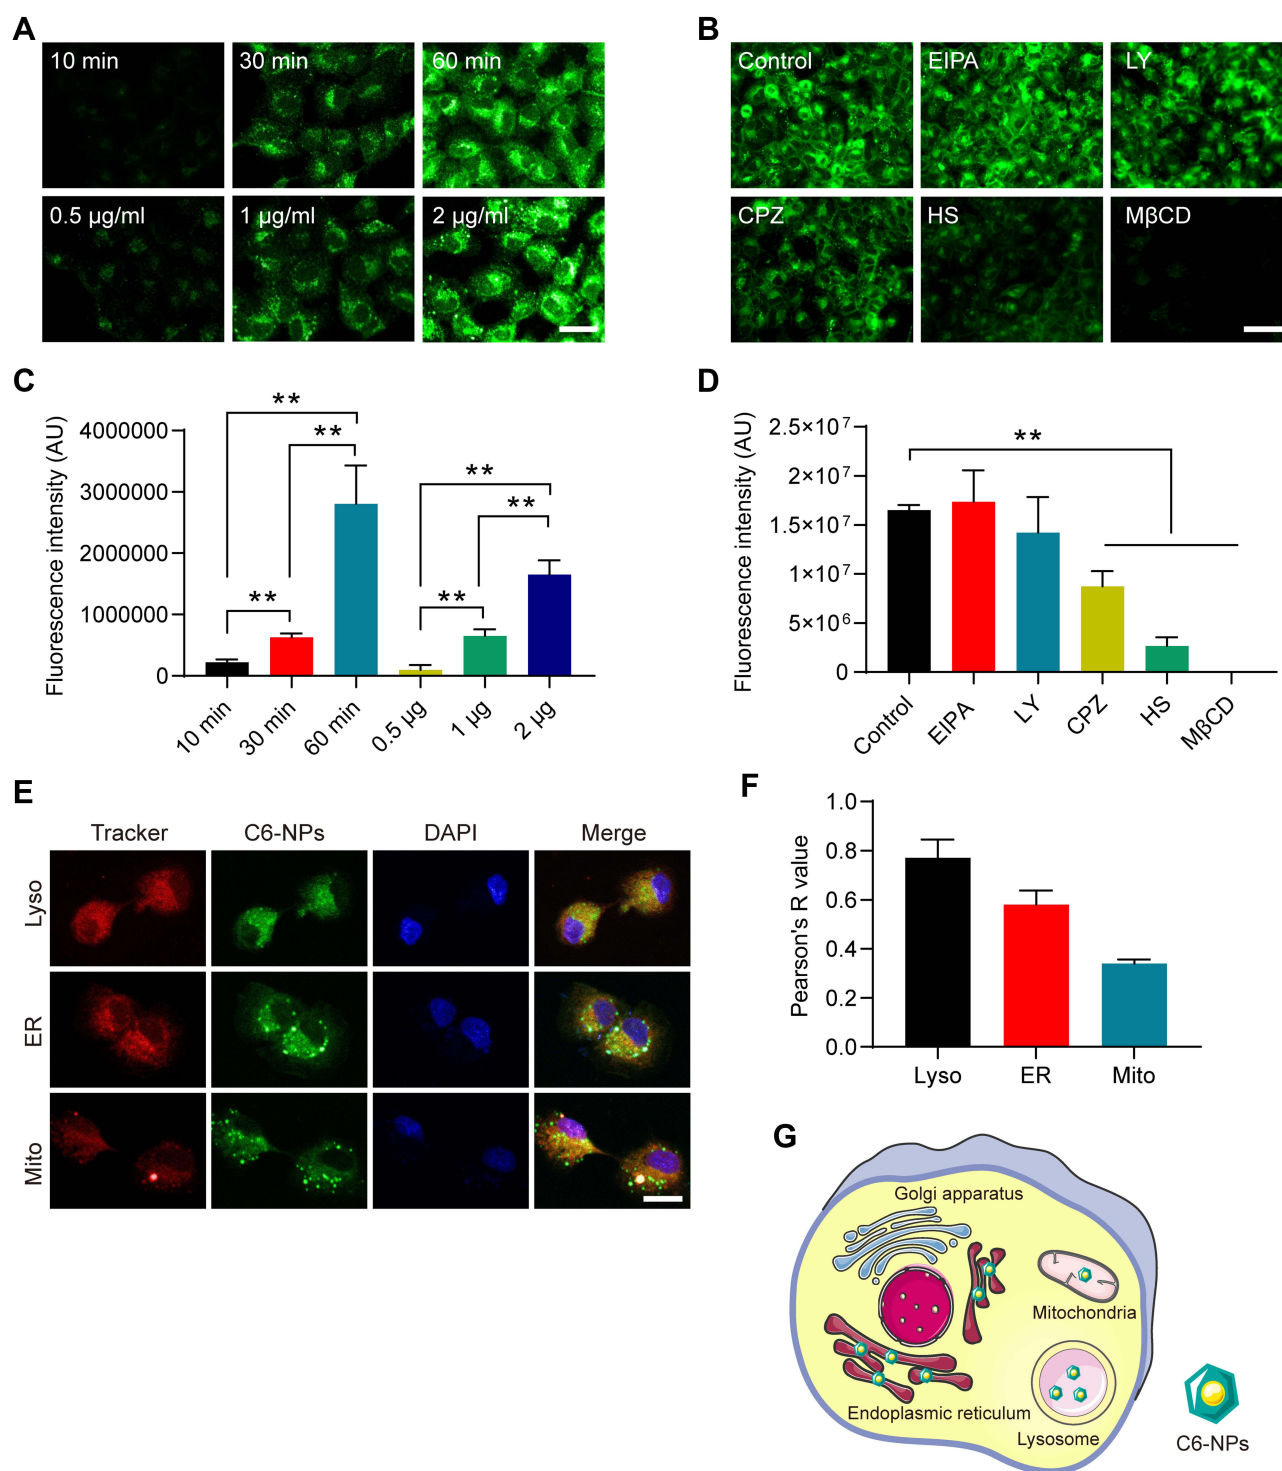 A
10 min
30 min
60 min
0.5 μg/ml
1 μg/ml
2 μg/ml
B
Control
EIPA
LY
CPZ
HS
MβCD
C
Fluorescence intensity (AU)
4000000
3000000
2000000
1000000
0
**
**
**
**
**
**
10 min
30 min
60 min
0.5 μg
1 μg
2 μg
D
Fluorescence intensity (AU)
2.5×10⁷
2×10⁷
1.5×10⁷
1×10⁷
5×10⁶
0
**
Control
EIPA
LY
CPZ
HS
MβCD
E
Tracker
C6-NPs
DAPI
Merge
Lyso
ER
Mito
F
Pearson's R value
1.0
0.8
0.6
0.4
0.2
0.0
Lyso
ER
Mito
G
Golgi apparatus
Mitochondria
Endoplasmic reticulum
Lysosome
C6-NPs